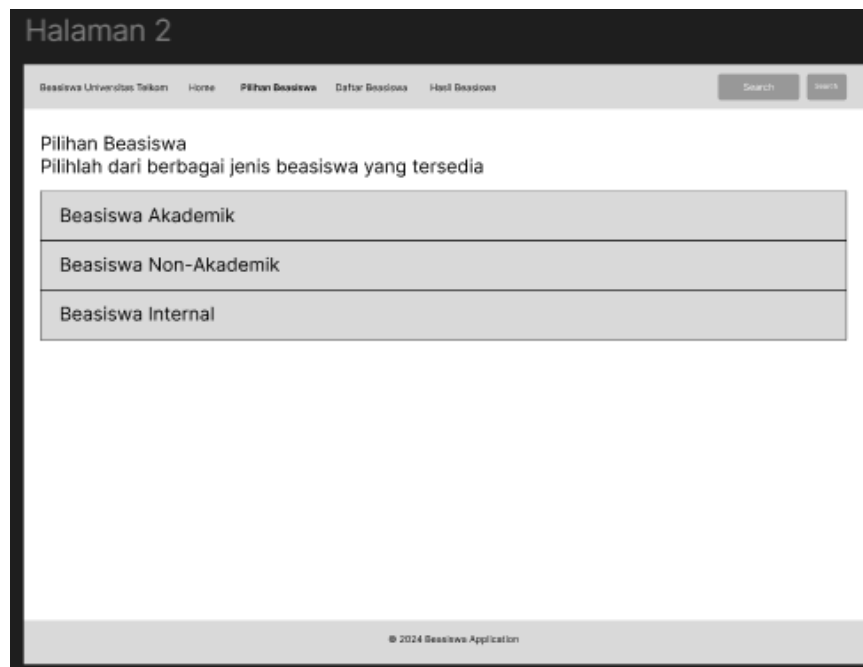 Halaman 2
Beasiswa Universitas Telkom Home Pilihan Beasiswa Daftar Beasiswa Hasil Beasiswa Search Search
Pilihan Beasiswa
Pilihlah dari berbagai jenis beasiswa yang tersedia
Beasiswa Akademik
Beasiswa Non-Akademik
Beasiswa Internal
© 2024 Beasiswa Application